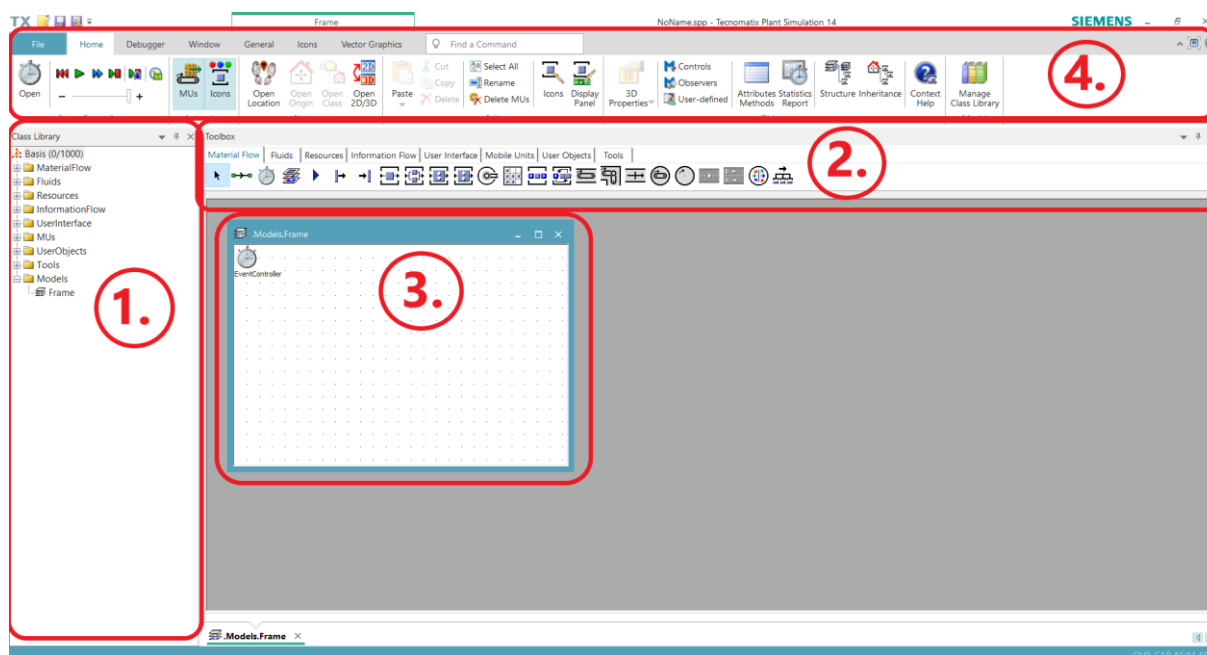 TX
Frame
NoName.spp - Tecnomatix Plant Simulation 14
SIEMENS
File Home Debugger Window General Icons Vector Graphics Find a Command
Open
MUs Icons
Open Location
Open Origin
Open Class
Open 2D/3D
Paste
Cut
Copy
Delete
Select All
Rename
Delete MUs
Icons
Display Panel
3D Properties
Controls
Observers
User-defined
Attributes Methods
Statistics Report
Structure Inheritance
Context Help
Manage Class Library
4.
Class Library
Basis (0/1000)
MaterialFlow
Fluids
Resources
InformationFlow
UserInterface
MUs
UserObjects
Tools
Models
Frame
1.
Toolbox
Material Flow Fluids Resources Information Flow User Interface Mobile Units User Objects Tools
2.
.Models.Frame
EventController
3.
.Models.Frame